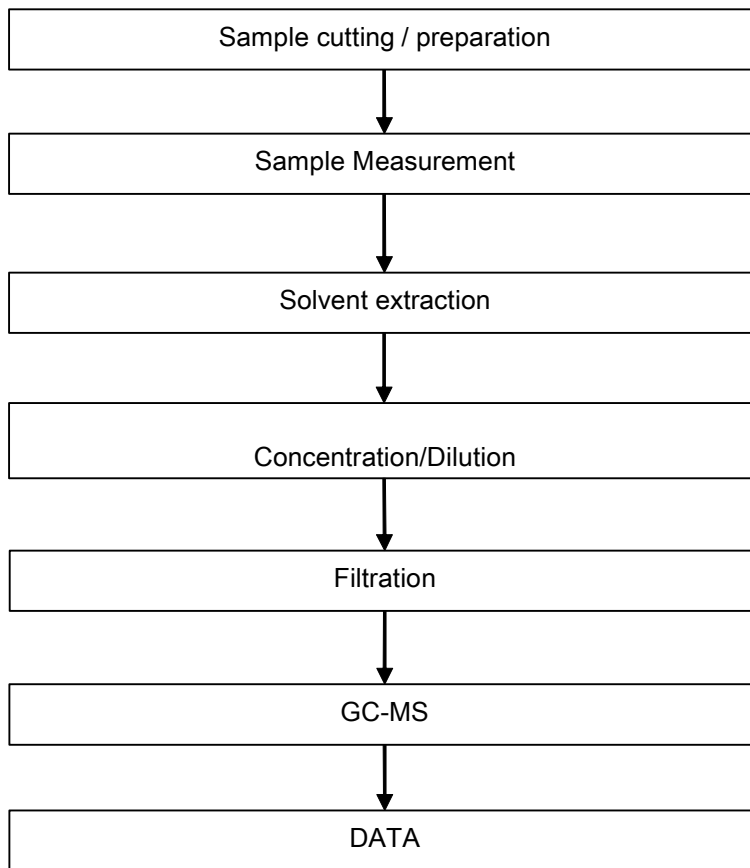 Sample cutting / preparation
Sample Measurement
Solvent extraction
Concentration/Dilution
Filtration
GC-MS
DATA